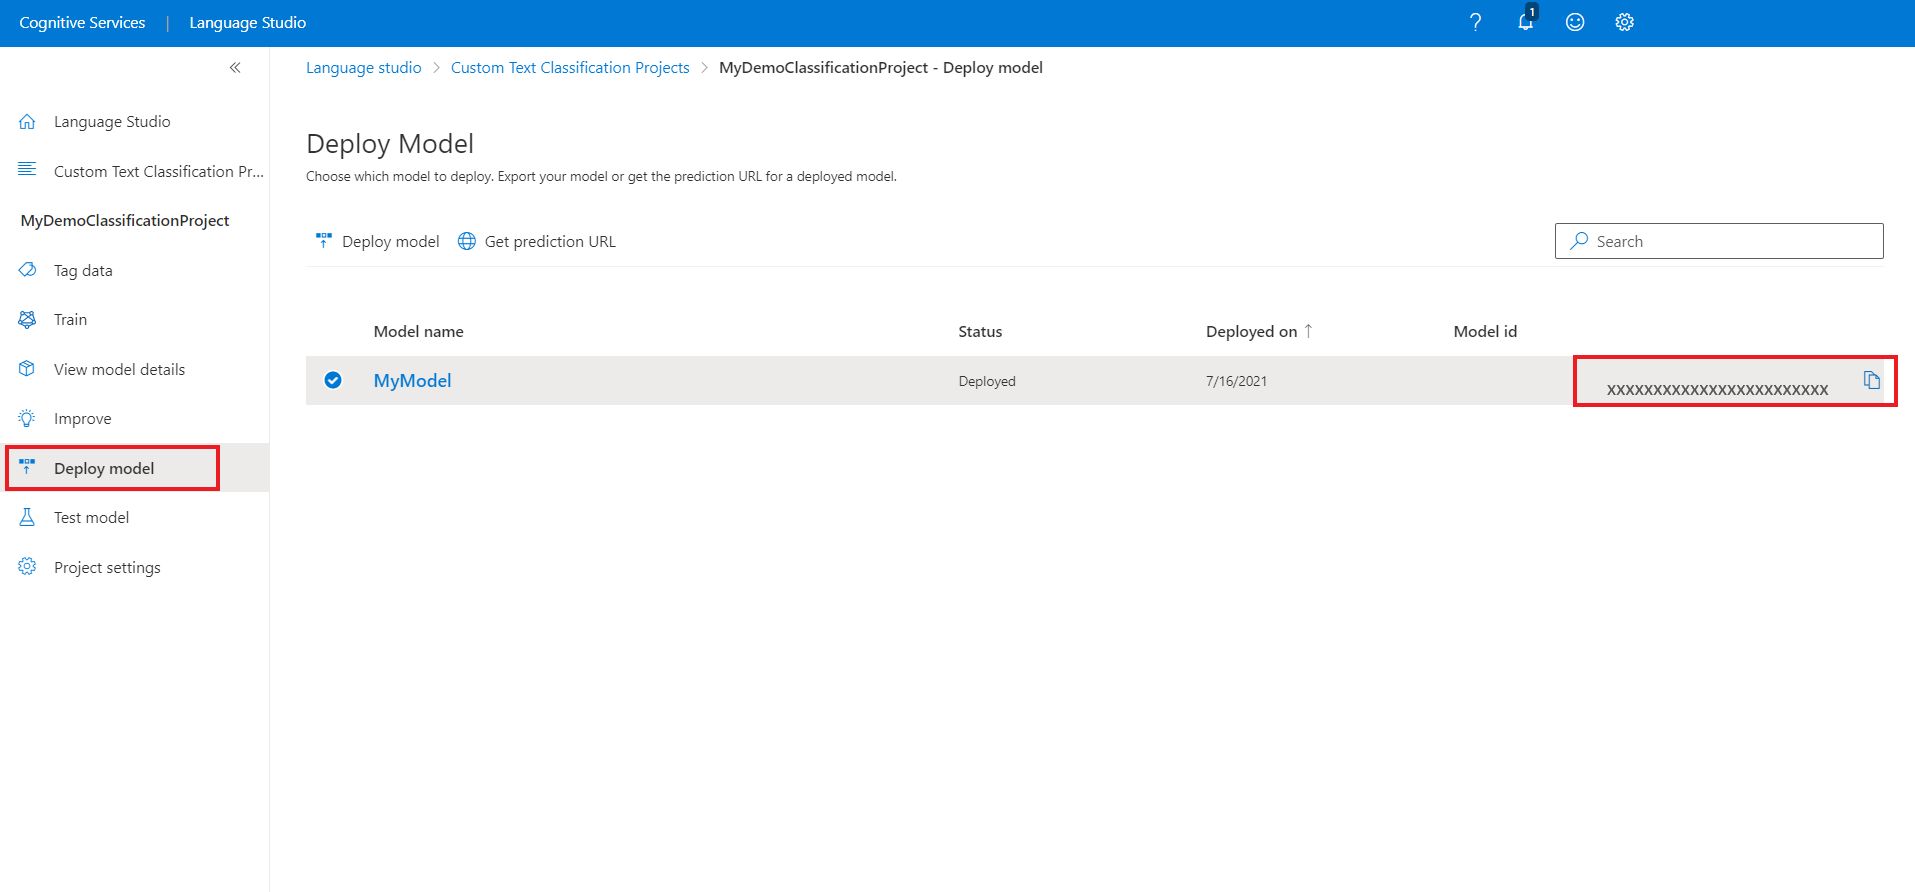 Cognitive Services | Language Studio
1
Language studio > Custom Text Classification Projects > MyDemoClassificationProject - Deploy model
Language Studio
Custom Text Classification Pr...
MyDemoClassificationProject
Tag data
Train
View model details
Improve
Deploy model
Test model
Project settings
Deploy Model
Choose which model to deploy. Export your model or get the prediction URL for a deployed model.
Deploy model Get prediction URL Search
Model name Status Deployed on ↑ Model id
MyModel Deployed 7/16/2021 XXXXXXXXXXXXXXXXXXXXXXXX